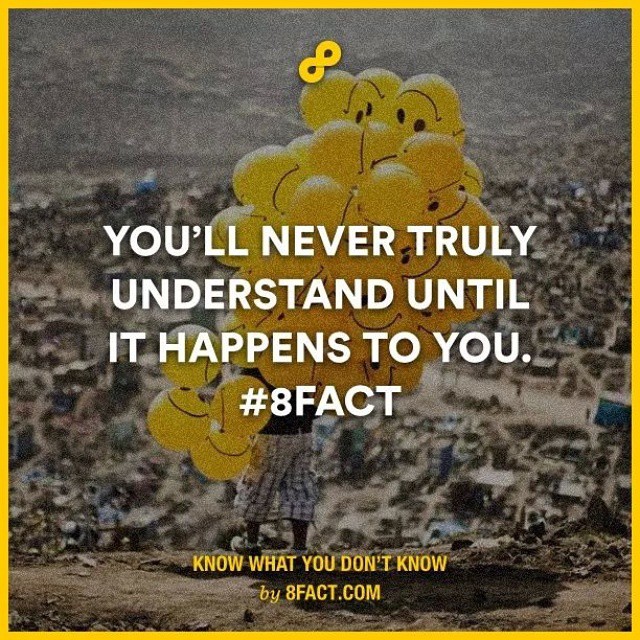 YOU'LL NEVER TRULY
UNDERSTAND UNTIL
IT HAPPENS TO YOU.
#8FACT
KNOW WHAT YOU DON'T KNOW
by 8FACT.COM